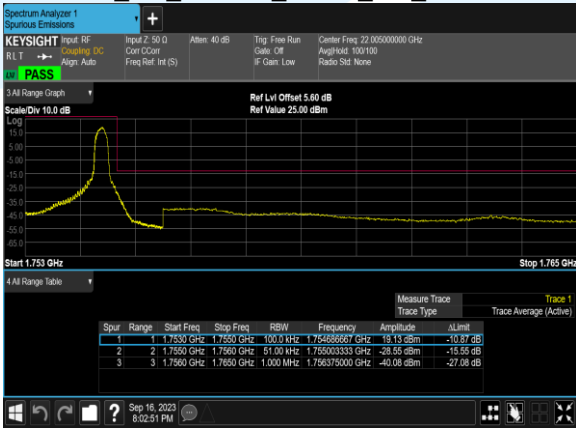 Spectrum Analyzer 1
Spurious Emissions
KEYSIGHT Input: RF Input Z: 50 Ω Atten: 40 dB Trig: Free Run Center Freq: 22.005000000 GHz
RLT Coupling: DC Corr CCorr Gate: Off Avg|Hold: 100/100
Align: Auto Freq Ref: Int (S) IF Gain: Low Radio Std: None
PASS
3 All Range Graph
Ref Lvl Offset 5.60 dB
Scale/Div 10.0 dB Ref Value 25.00 dBm
Log
15.0
5.00
-5.00
-15.0
-25.0
-35.0
-45.0
-55.0
-65.0
Start 1.753 GHz Stop 1.765 GHz
4 All Range Table
Measure Trace Trace 1
Trace Type Trace Average (Active)
Spur Range Start Freq Stop Freq RBW Frequency Amplitude ΔLimit
1 1 1.7530 GHz 1.7550 GHz 100.0 kHz 1.754686667 GHz 19.13 dBm -10.87 dB
2 2 1.7550 GHz 1.7560 GHz 51.00 kHz 1.755003333 GHz -28.55 dBm -15.55 dB
3 3 1.7560 GHz 1.7650 GHz 1.000 MHz 1.756375000 GHz -40.08 dBm -27.08 dB
? Sep 16, 2023
8:02:51 PM